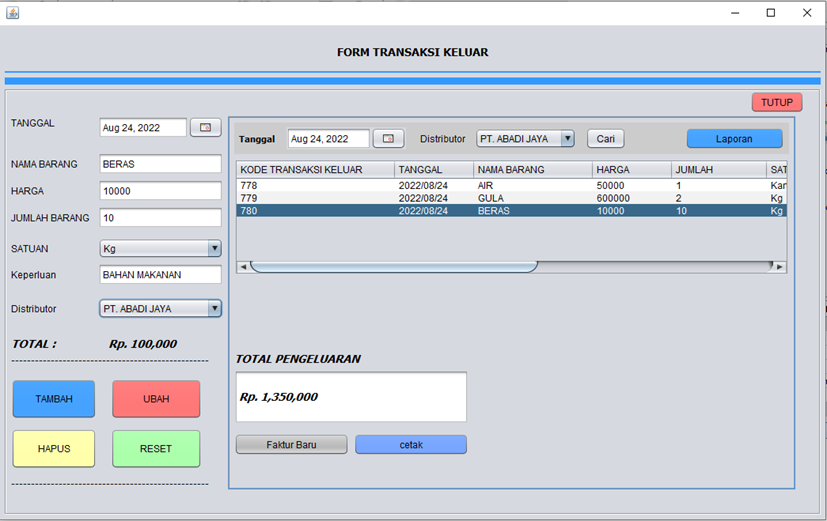 FORM TRANSAKSI KELUAR
TUTUP
TANGGAL Aug 24, 2022
NAMA BARANG BERAS
HARGA 10000
JUMLAH BARANG 10
SATUAN Kg
Keperluan BAHAN MAKANAN
Distributor PT. ABADI JAYA
TOTAL : Rp. 100,000
TAMBAH UBAH
HAPUS RESET
Tanggal Aug 24, 2022 Distributor PT. ABADI JAYA Cari Laporan
KODE TRANSAKSI KELUAR TANGGAL NAMA BARANG HARGA JUMLAH SAT
778 2022/08/24 AIR 50000 1 Kar
779 2022/08/24 GULA 600000 2 Kg
780 2022/08/24 BERAS 10000 10 Kg
TOTAL PENGELUARAN
Rp. 1,350,000
Faktur Baru cetak